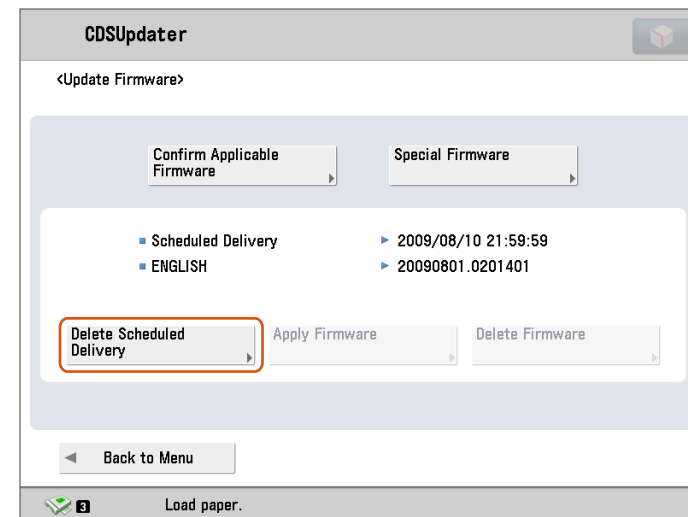 CDSUpdater
<Update Firmware>
Confirm Applicable
Firmware
Special Firmware
Scheduled Delivery
2009/08/10 21:59:59
ENGLISH
20090801.0201401
Delete Scheduled
Delivery
Apply Firmware
Delete Firmware
Back to Menu
3
Load paper.